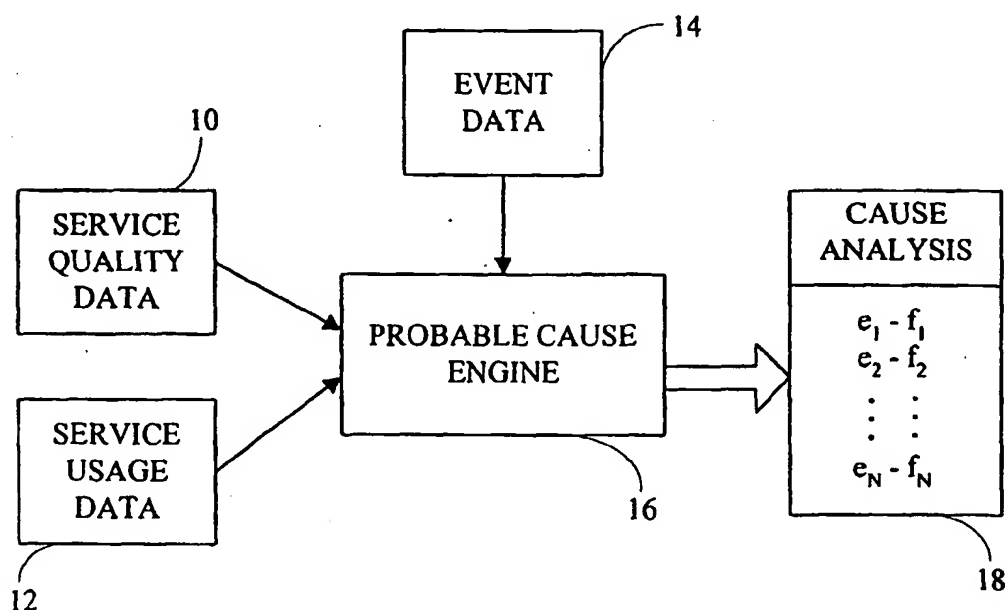 14
EVENT
DATA
10
SERVICE
QUALITY
DATA
CAUSE
ANALYSIS
PROBABLE CAUSE
ENGINE
e₁ - f₁
e₂ - f₂
SERVICE
USAGE
DATA
eN - fN
16
12
18